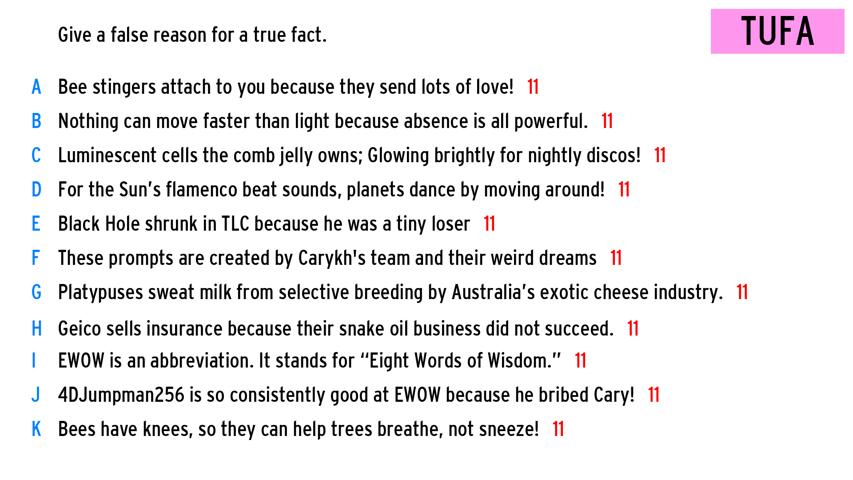 Give a false reason for a true fact.
TUFA
A Bee stingers attach to you because they send lots of love! 11
B Nothing can move faster than light because absence is all powerful. 11
C Luminescent cells the comb jelly owns; Glowing brightly for nightly discos! 11
D For the Sun's flamenco beat sounds, planets dance by moving around! 11
E Black Hole shrunk in TLC because he was a tiny loser 11
F These prompts are created by Carykh's team and their weird dreams 11
G Platypuses sweat milk from selective breeding by Australia's exotic cheese industry. 11
H Geico sells insurance because their snake oil business did not succeed. 11
I EWOW is an abbreviation. It stands for “Eight Words of Wisdom.” 11
J 4DJumpman256 is so consistently good at EWOW because he bribed Cary! 11
K Bees have knees, so they can help trees breathe, not sneeze! 11